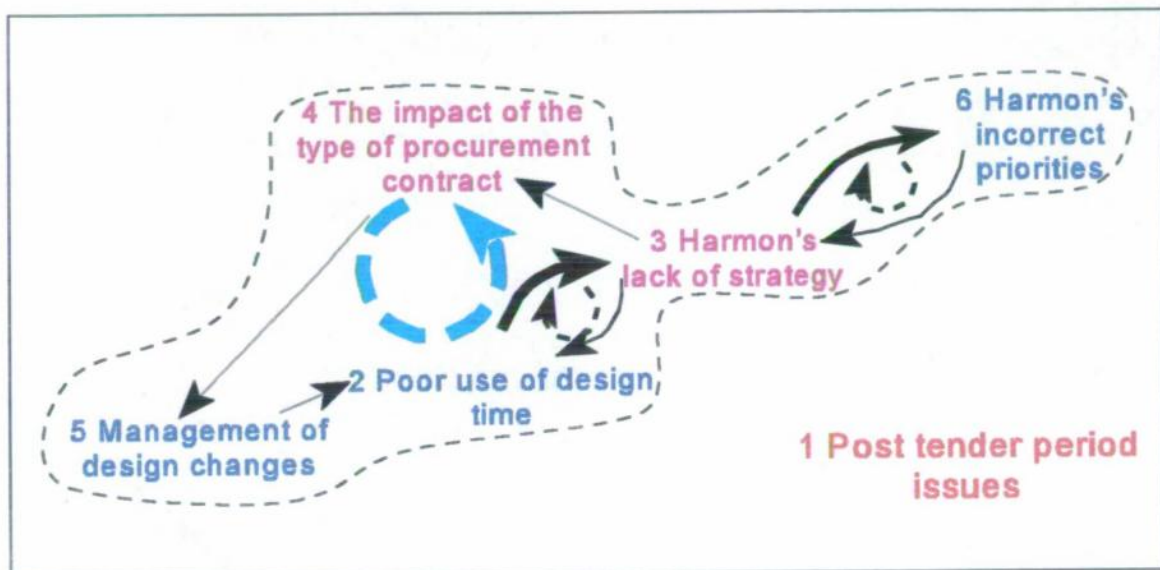 4 The impact of the
type of procurement
contract
6 Harmon's
incorrect
priorities
3 Harmon's
lack of strategy
2 Poor use of design
time
5 Management of
design changes
1 Post tender period
issues